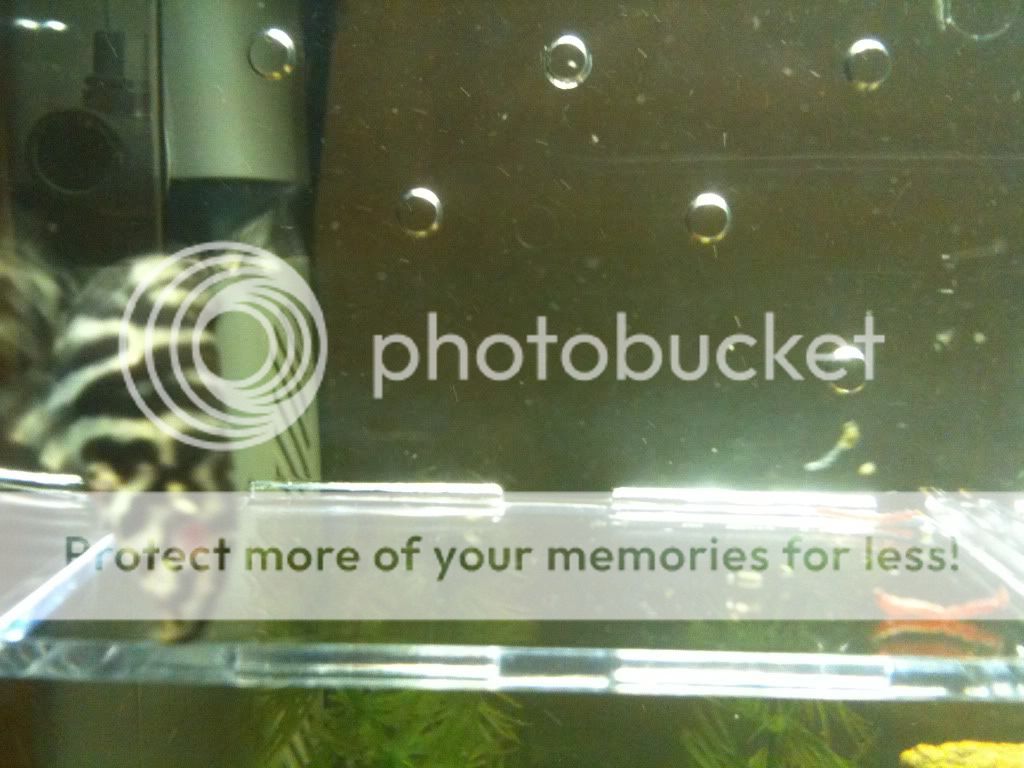 photobucket
Protect more of your memories for less!